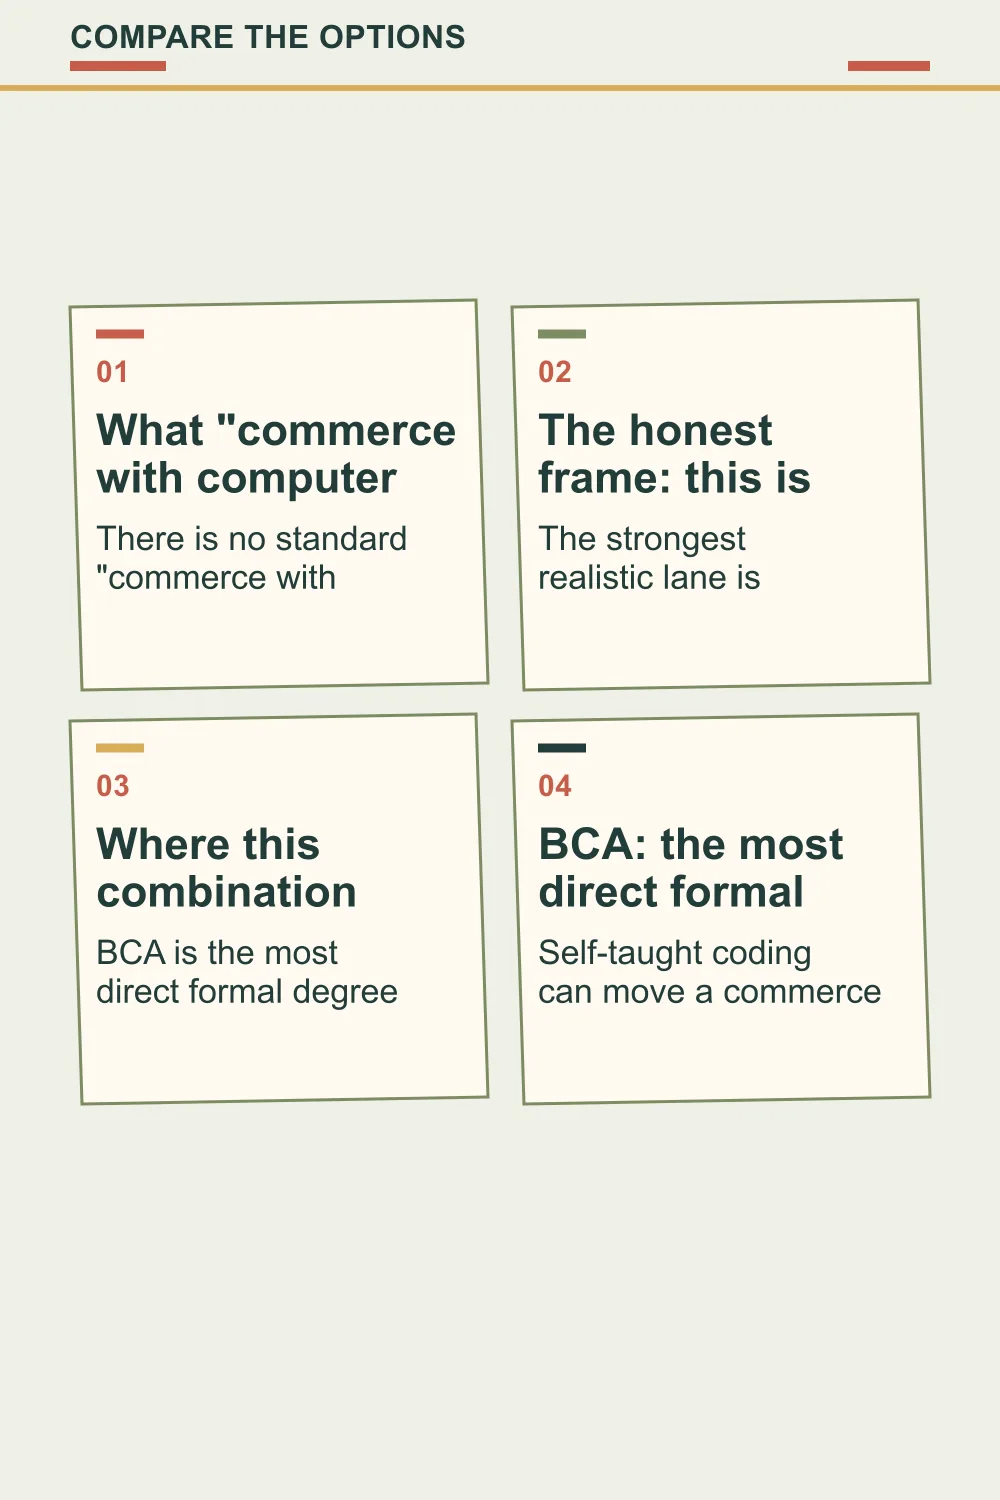 COMPARE THE OPTIONS
01
What "commerce
with computer
There is no standard
"commerce with
02
The honest
frame: this is
The strongest
realistic lane is
03
Where this
combination
BCA is the most
direct formal degree
04
BCA: the most
direct formal
Self-taught coding
can move a commerce